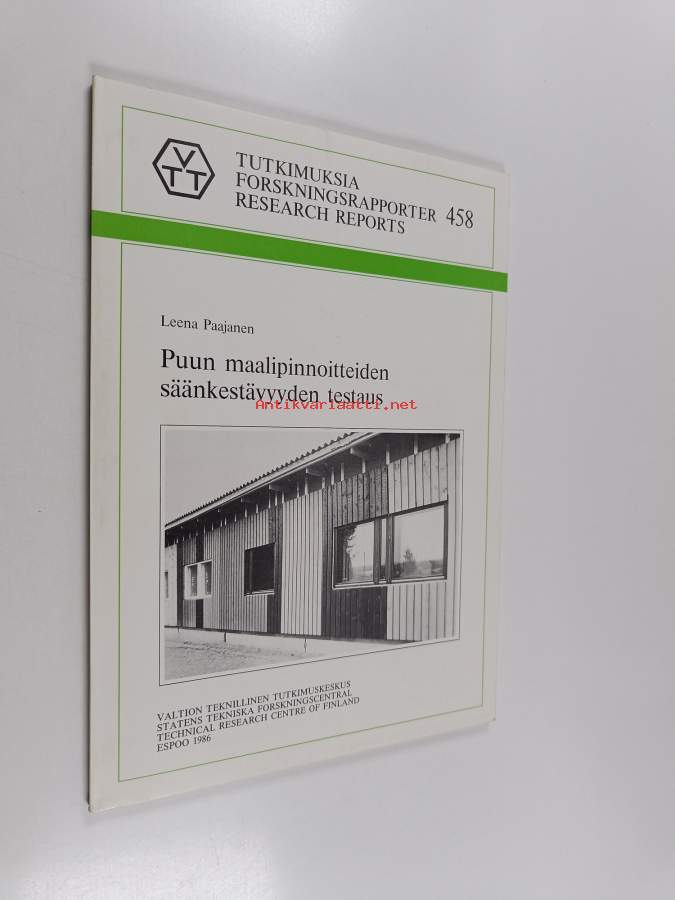 VTT
TUTKIMUKSIA
FORSKNINGSRAPPORTER 458
RESEARCH REPORTS
Leena Paajanen
Puun maalipinnoitteiden
säänkestävyyden testaus
Antikvariaatti.net
VALTION TEKNILLINEN TUTKIMUSKESKUS
STATENS TEKNISKA FORSKNINGSCENTRAL
TECHNICAL RESEARCH CENTRE OF FINLAND
ESPOO 1986